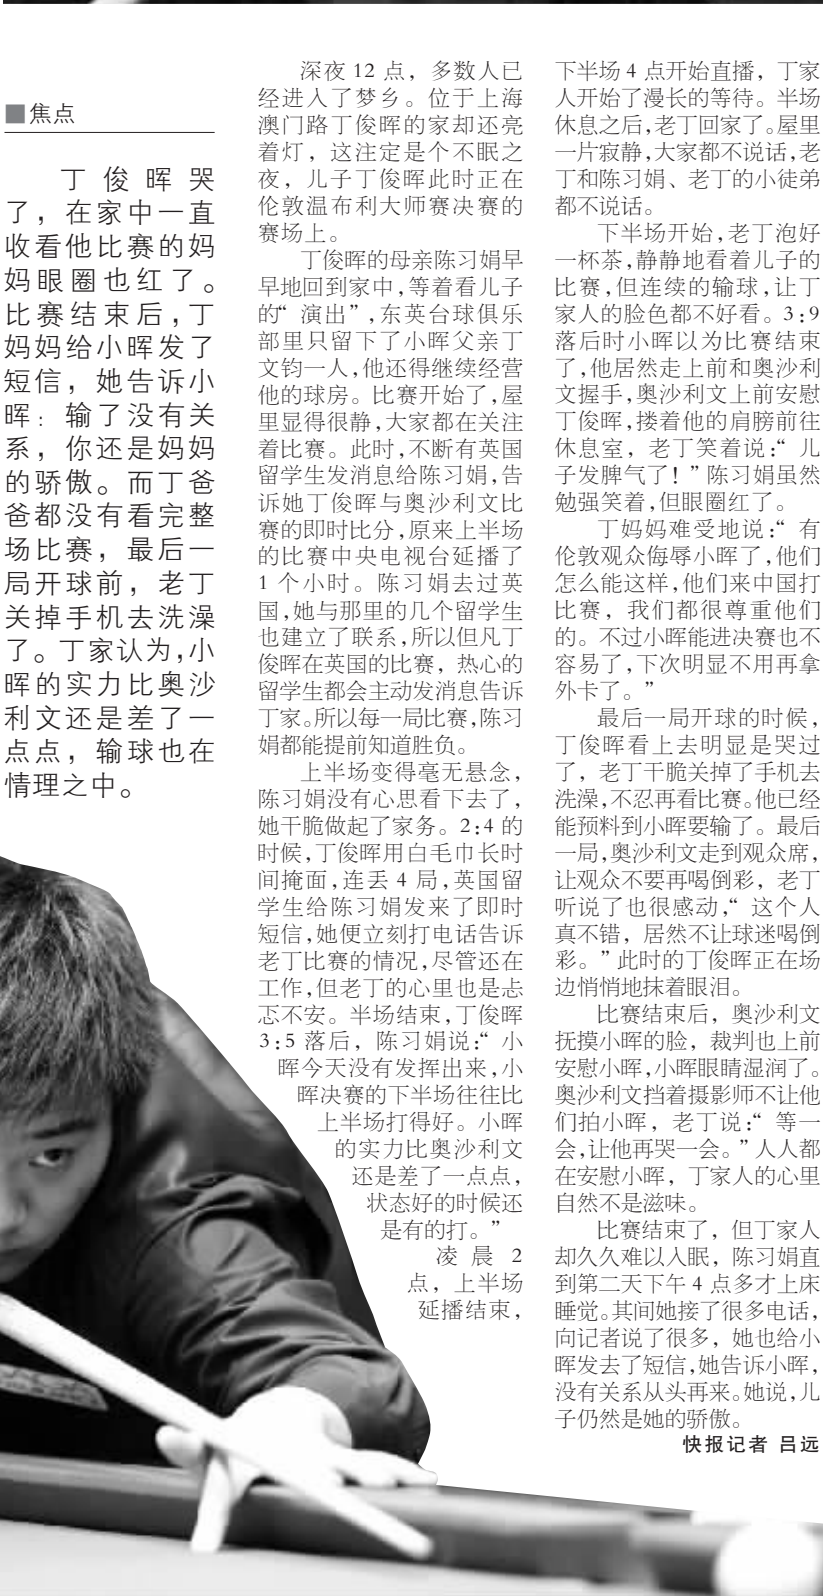 ■焦点
丁俊晖哭
了，在家中一直
收看他比赛的妈
妈眼圈也红了。
比赛结束后，丁
妈妈给小晖发了
短信，她告诉小
晖：输了没有关
系，你还是妈妈
的骄傲。而丁爸
爸都没有看完整
场比赛，最后一
局开球前，老丁
关掉手机去洗澡
了。丁家认为，小
晖的实力比奥沙
利文还是差了一
点点，输球也在
情理之中。
深夜 12 点，多数人已
经进入了梦乡。位于上海
澳门路丁俊晖的家却还亮
着灯，这注定是个不眠之
夜，儿子丁俊晖此时正在
伦敦温布利大师赛决赛的
赛场上。
丁俊晖的母亲陈习娟早
早地回到家中，等着看儿子
的“演出”，东英台球俱乐
部里只留下了小晖父亲丁
文钧一人，他还得继续经营
他的球房。比赛开始了，屋
里显得很静，大家都在关注
着比赛。此时，不断有英国
留学生发消息给陈习娟，告
诉她丁俊晖与奥沙利文比
赛的即时比分，原来上半场
的比赛中央电视台延播了
1 个小时。陈习娟去过英
国，她与那里的几个留学生
也建立了联系，所以但凡丁
俊晖在英国的比赛，热心的
留学生都会主动发消息告诉
丁家。所以每一局比赛，陈习
娟都能提前知道胜负。
上半场变得毫无悬念，
陈习娟没有心思看下去了，
她干脆做起了家务。2:4 的
时候，丁俊晖用白毛巾长时
间掩面，连丢 4 局，英国留
学生给陈习娟发来了即时
短信，她便立刻打电话告诉
老丁比赛的情况，尽管还在
工作，但老丁的心里也是忐
忑不安。半场结束，丁俊晖
3:5 落后，陈习娟说：“小
晖今天没有发挥出来，小
晖决赛的下半场往往比
上半场打得好。小晖
的实力比奥沙利文
还是差了一点点，
状态好的时候还
是有的打。”
凌晨 2
点，上半场
延播结束，
下半场 4 点开始直播，丁家
人开始了漫长的等待。半场
休息之后，老丁回家了。屋里
一片寂静，大家都不说话，老
丁和陈习娟、老丁的小徒弟
都不说话。
下半场开始，老丁泡好
一杯茶，静静地看着儿子的
比赛，但连续的输球，让丁
家人的脸色都不好看。3:9
落后时小晖以为比赛结束
了，他居然走上前和奥沙利
文握手，奥沙利文上前安慰
丁俊晖，搂着他的肩膀前往
休息室，老丁笑着说：“儿
子发脾气了！”陈习娟虽然
勉强笑着，但眼圈红了。
丁妈妈难受地说：“有
伦敦观众侮辱小晖了，他们
怎么能这样，他们来中国打
比赛，我们都很尊重他们
的。不过小晖能进决赛也不
容易了，下次明显不用再拿
外卡了。”
最后一局开球的时候，
丁俊晖看上去明显是哭过
了，老丁干脆关掉了手机去
洗澡，不忍再看比赛。他已经
能预料到小晖要输了。最后
一局，奥沙利文走到观众席，
让观众不要再喝倒彩，老丁
听说了也很感动，“这个人
真不错，居然不让球迷喝倒
彩。”此时的丁俊晖正在场
边悄悄地抹着眼泪。
比赛结束后，奥沙利文
抚摸小晖的脸，裁判也上前
安慰小晖，小晖眼睛湿润了。
奥沙利文挡着摄影师不让他
们拍小晖，老丁说：“等一
会，让他再哭一会。”人人都
在安慰小晖，丁家人的心里
自然不是滋味。
比赛结束了，但丁家人
却久久难以入眠，陈习娟直
到第二天下午 4 点多才上床
睡觉。其间她接了很多电话，
向记者说了很多，她也给小
晖发去了短信，她告诉小晖，
没有关系从头再来。她说，儿
子仍然是她的骄傲。
快报记者 吕远